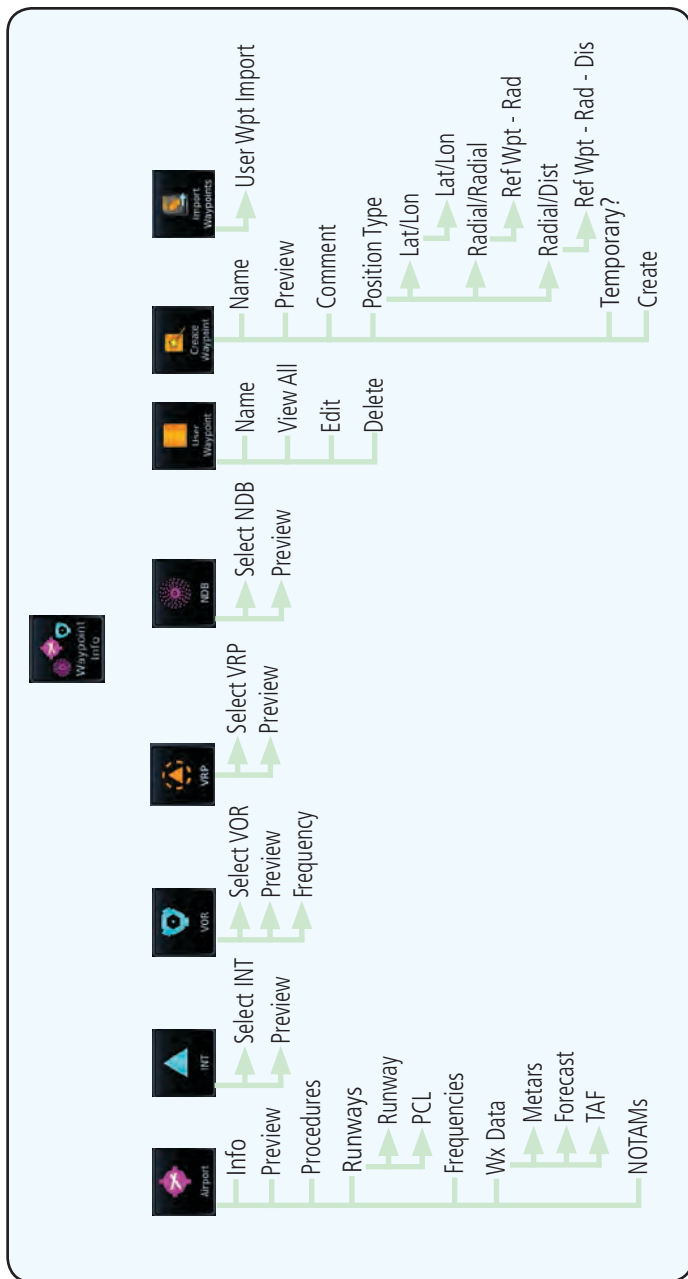 Waypoint
Info
Airport
Info
Preview
Procedures
Runways
Runway
PCL
Frequencies
Wx Data
Metars
Forecast
TAF
NOTAMs
INT
Select INT
Preview
VOR
Select VOR
Preview
Frequency
VRP
Select VRP
Preview
NDB
Select NDB
Preview
User
Waypoint
Name
View All
Edit
Delete
Create
Waypoint
Name
Preview
Comment
Position Type
Lat/Lon
Lat/Lon
Radial/Radial
Ref Wpt - Rad
Radial/Dist
Ref Wpt - Rad - Dis
Temporary?
Create
Import
Waypoints
User Wpt Import